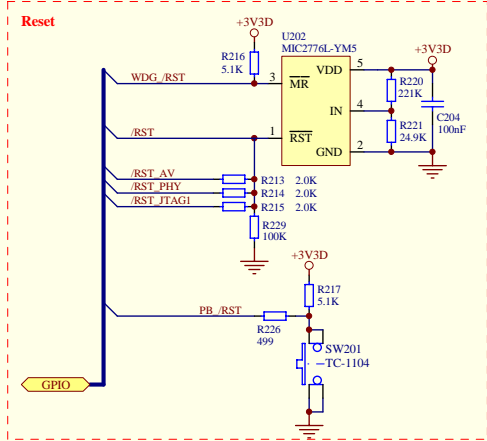 Reset
+3V3D
U202
MIC2776L-YM5
+3V3D
R216
5.1K
WDG_/RST
3
MR
VDD
5
R220
221K
IN
4
C204
100nF
/RST
1
RST
R221
24.9K
GND
2
/RST_AV
R213
2.0K
/RST_PHY
R214
2.0K
/RST_JTAG1
R215
2.0K
R229
100K
+3V3D
R217
5.1K
PB_/RST
R226
499
SW201
TC-1104
GPIO